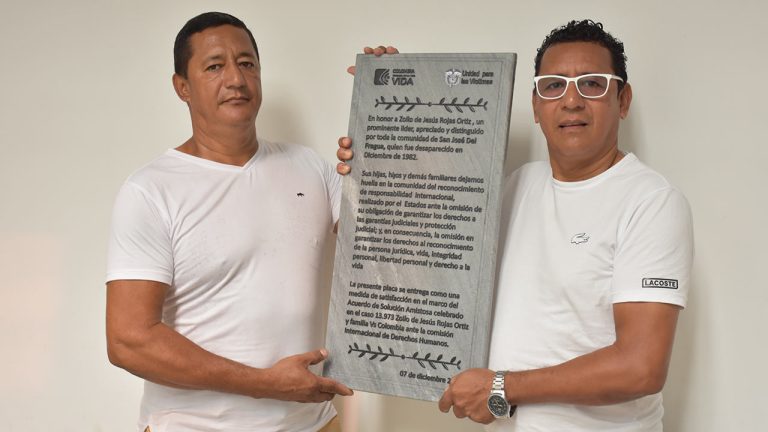 COLOMBIA
VIDA
Unidad para
las Víctimas
En honor a Zoilo de Jesús Rojas Ortiz , un
prominente líder, apreciado y distinguido
por toda la comunidad de San José Del
Fragua, quien fue desaparecido en
Diciembre de 1982.
Sus hijas, hijos y demás familiares dejamos
huella en la comunidad del reconocimiento
de responsabilidad internacional,
realizado por el Estados ante la omisión de
su obligación de garantizar los derechos a
las garantías judiciales y protección
judicial; y, en consecuencia, la omisión en
garantizar los derechos al reconocimiento
de la persona jurídica, vida, integridad
personal, libertad personal y derecho a la
vida
La presente placa se entrega como una
medida de satisfacción en el marco del
Acuerdo de Solución Amistosa celebrado
en el caso 13.973 Zoilo de Jesús Rojas Ortiz
y familia Vs Colombia ante la comisión
Internacional de Derechos Humanos.
07 de diciembre
LACOSTE